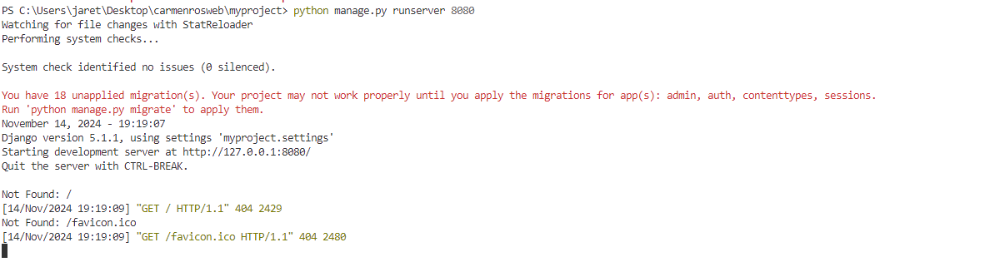 PS C:\Users\jaret\Desktop\carmenrosweb\myproject> python manage.py runserver 8080
Watching for file changes with StatReloader
Performing system checks...
System check identified no issues (0 silenced).
You have 18 unapplied migration(s). Your project may not work properly until you apply the migrations for app(s): admin, auth, contenttypes, sessions.
Run 'python manage.py migrate' to apply them.
November 14, 2024 - 19:19:07
Django version 5.1.1, using settings 'myproject.settings'
Starting development server at http://127.0.0.1:8080/
Quit the server with CTRL-BREAK.
Not Found: /
[14/Nov/2024 19:19:09] "GET / HTTP/1.1" 404 2429
Not Found: /favicon.ico
[14/Nov/2024 19:19:09] "GET /favicon.ico HTTP/1.1" 404 2480